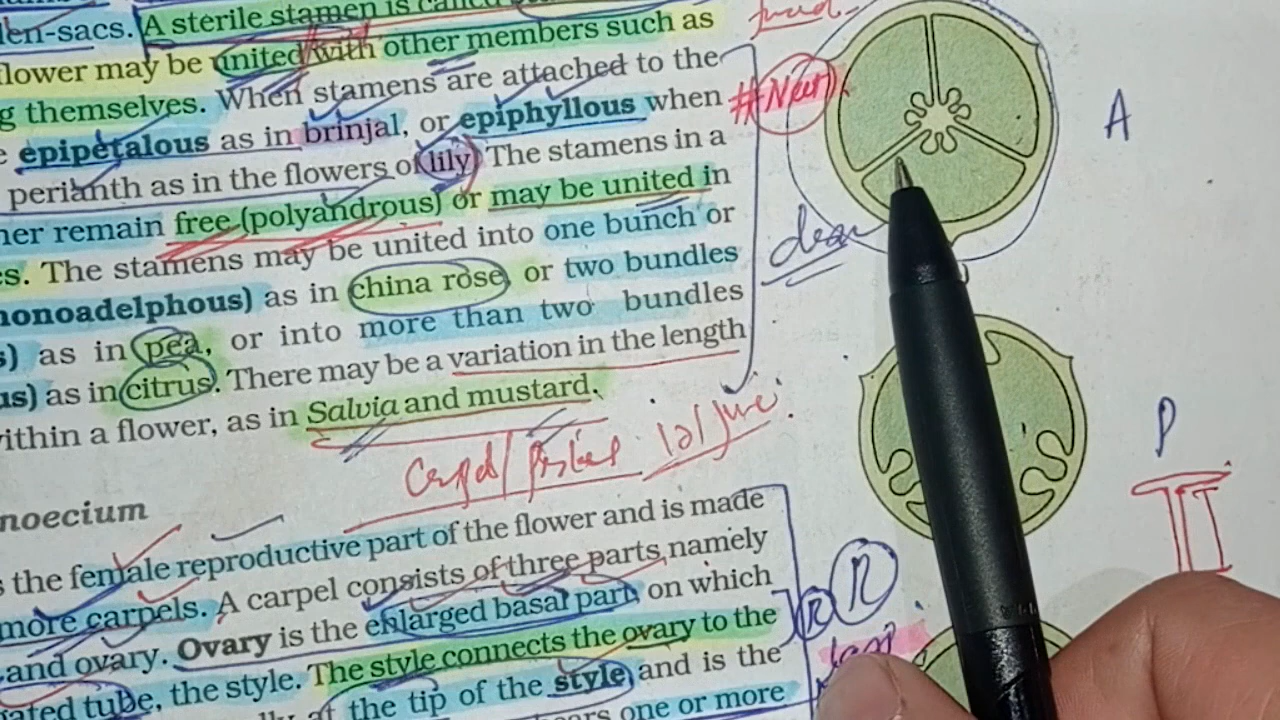 len-sacs. A sterile stamen is called
flower may be united with other members such as
g themselves. When stamens are attached to the
e epipetalous as in brinjal, or epiphyllous when
perianth as in the flowers of lily. The stamens in a
her remain free (polyandrous) or may be united in
es. The stamens may be united into one bunch or
monoadelphous) as in china rose, or two bundles
s) as in pea, or into more than two bundles
us) as in citrus. There may be a variation in the length
within a flower, as in Salvia and mustard.
noecium
s the female reproductive part of the flower and is made
more carpels. A carpel consists of three parts namely
and ovary. Ovary is the enlarged basal part, on which
gated tube, the style. The style connects the ovary to the
at the tip of the style and is the
one or more
A
P
R
R